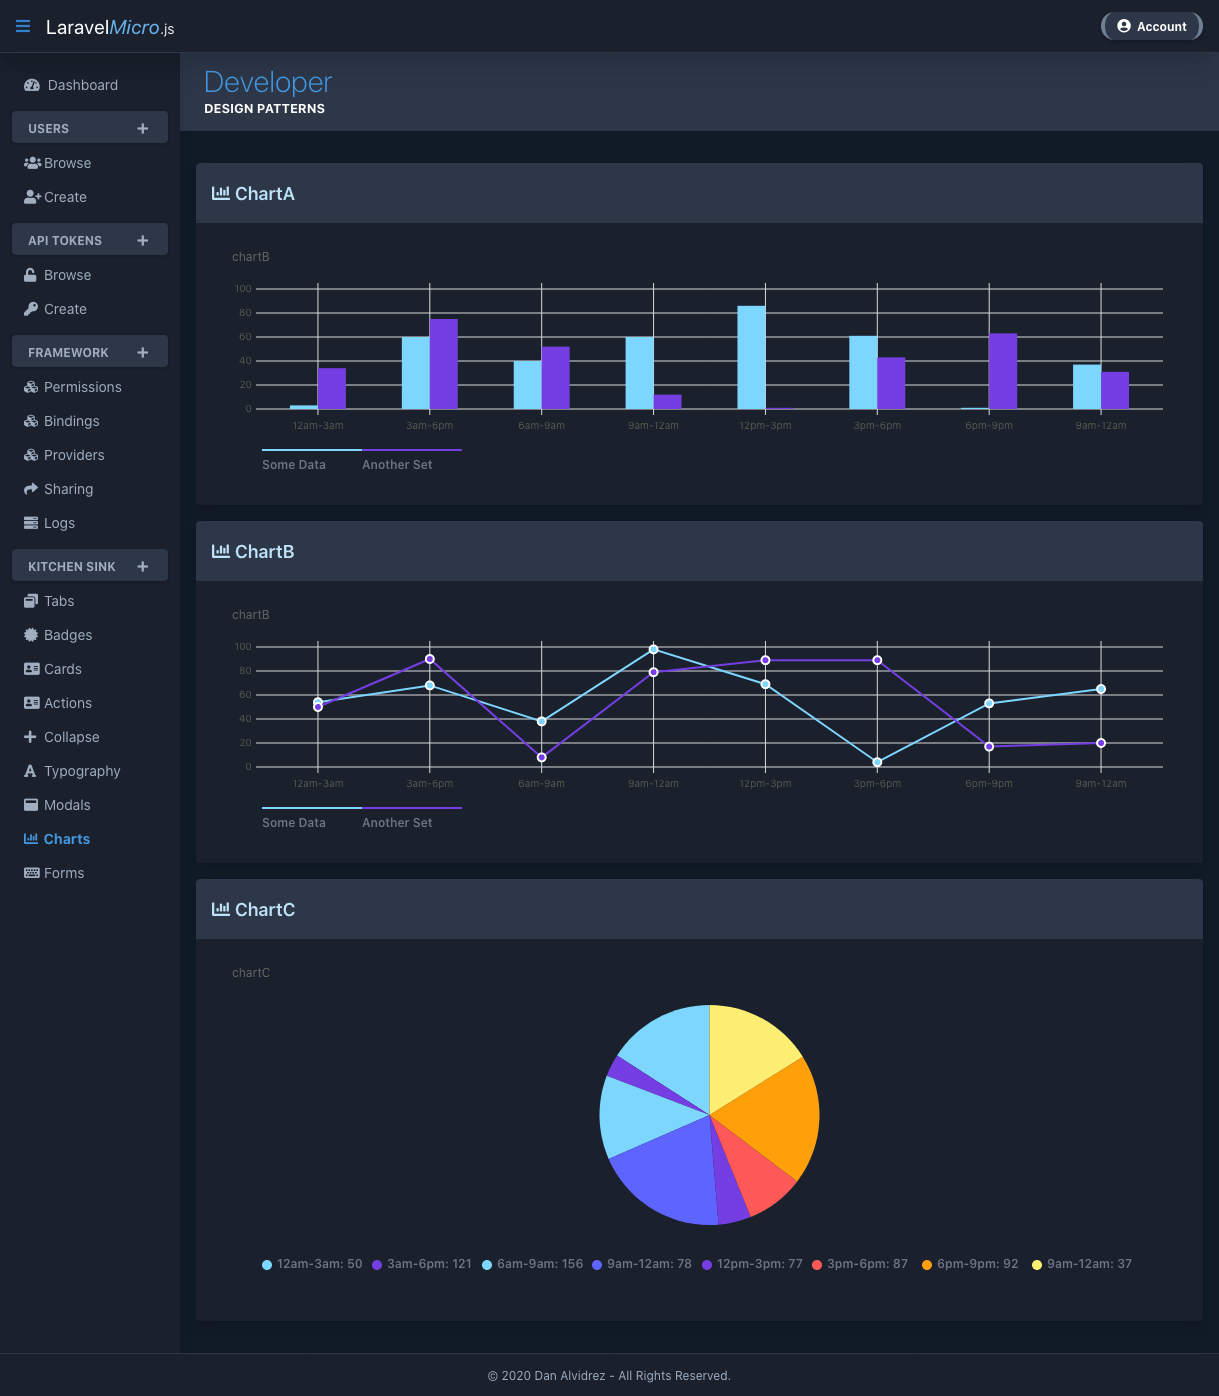 LaravelMicro.js
Account
Dashboard
USERS
Browse
Create
API TOKENS
Browse
Create
FRAMEWORK
Permissions
Bindings
Providers
Sharing
Logs
KITCHEN SINK
Tabs
Badges
Cards
Actions
Collapse
Typography
Modals
Charts
Forms
Developer
DESIGN PATTERNS
ChartA
chartB
100
80
60
40
20
0
12am-3am 3am-6pm 6am-9am 9am-12am 12pm-3pm 3pm-6pm 6pm-9pm 9am-12am
Some Data Another Set
ChartB
chartB
100
80
60
40
20
0
12am-3am 3am-6pm 6am-9am 9am-12am 12pm-3pm 3pm-6pm 6pm-9pm 9am-12am
Some Data Another Set
ChartC
chartC
12am-3am: 50 3am-6pm: 121 6am-9am: 156 9am-12am: 78 12pm-3pm: 77 3pm-6pm: 87 6pm-9pm: 92 9am-12am: 37
© 2020 Dan Alvidrez - All Rights Reserved.